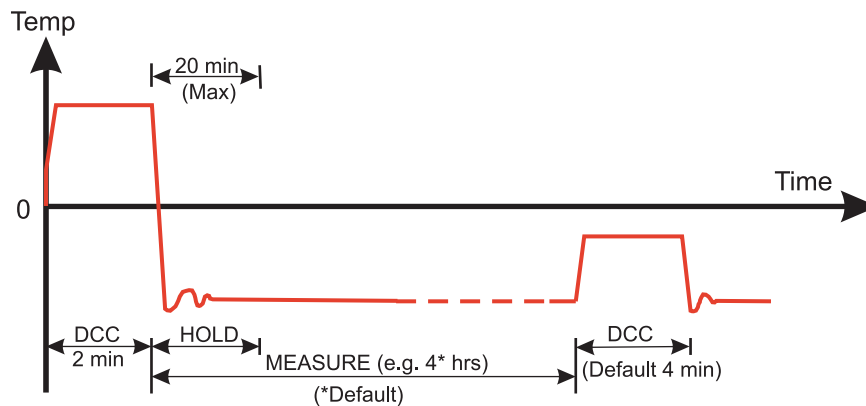 Temp
20 min
(Max)
Time
0
DCC
2 min
HOLD
MEASURE (e.g. 4* hrs)
(*Default)
DCC
(Default 4 min)